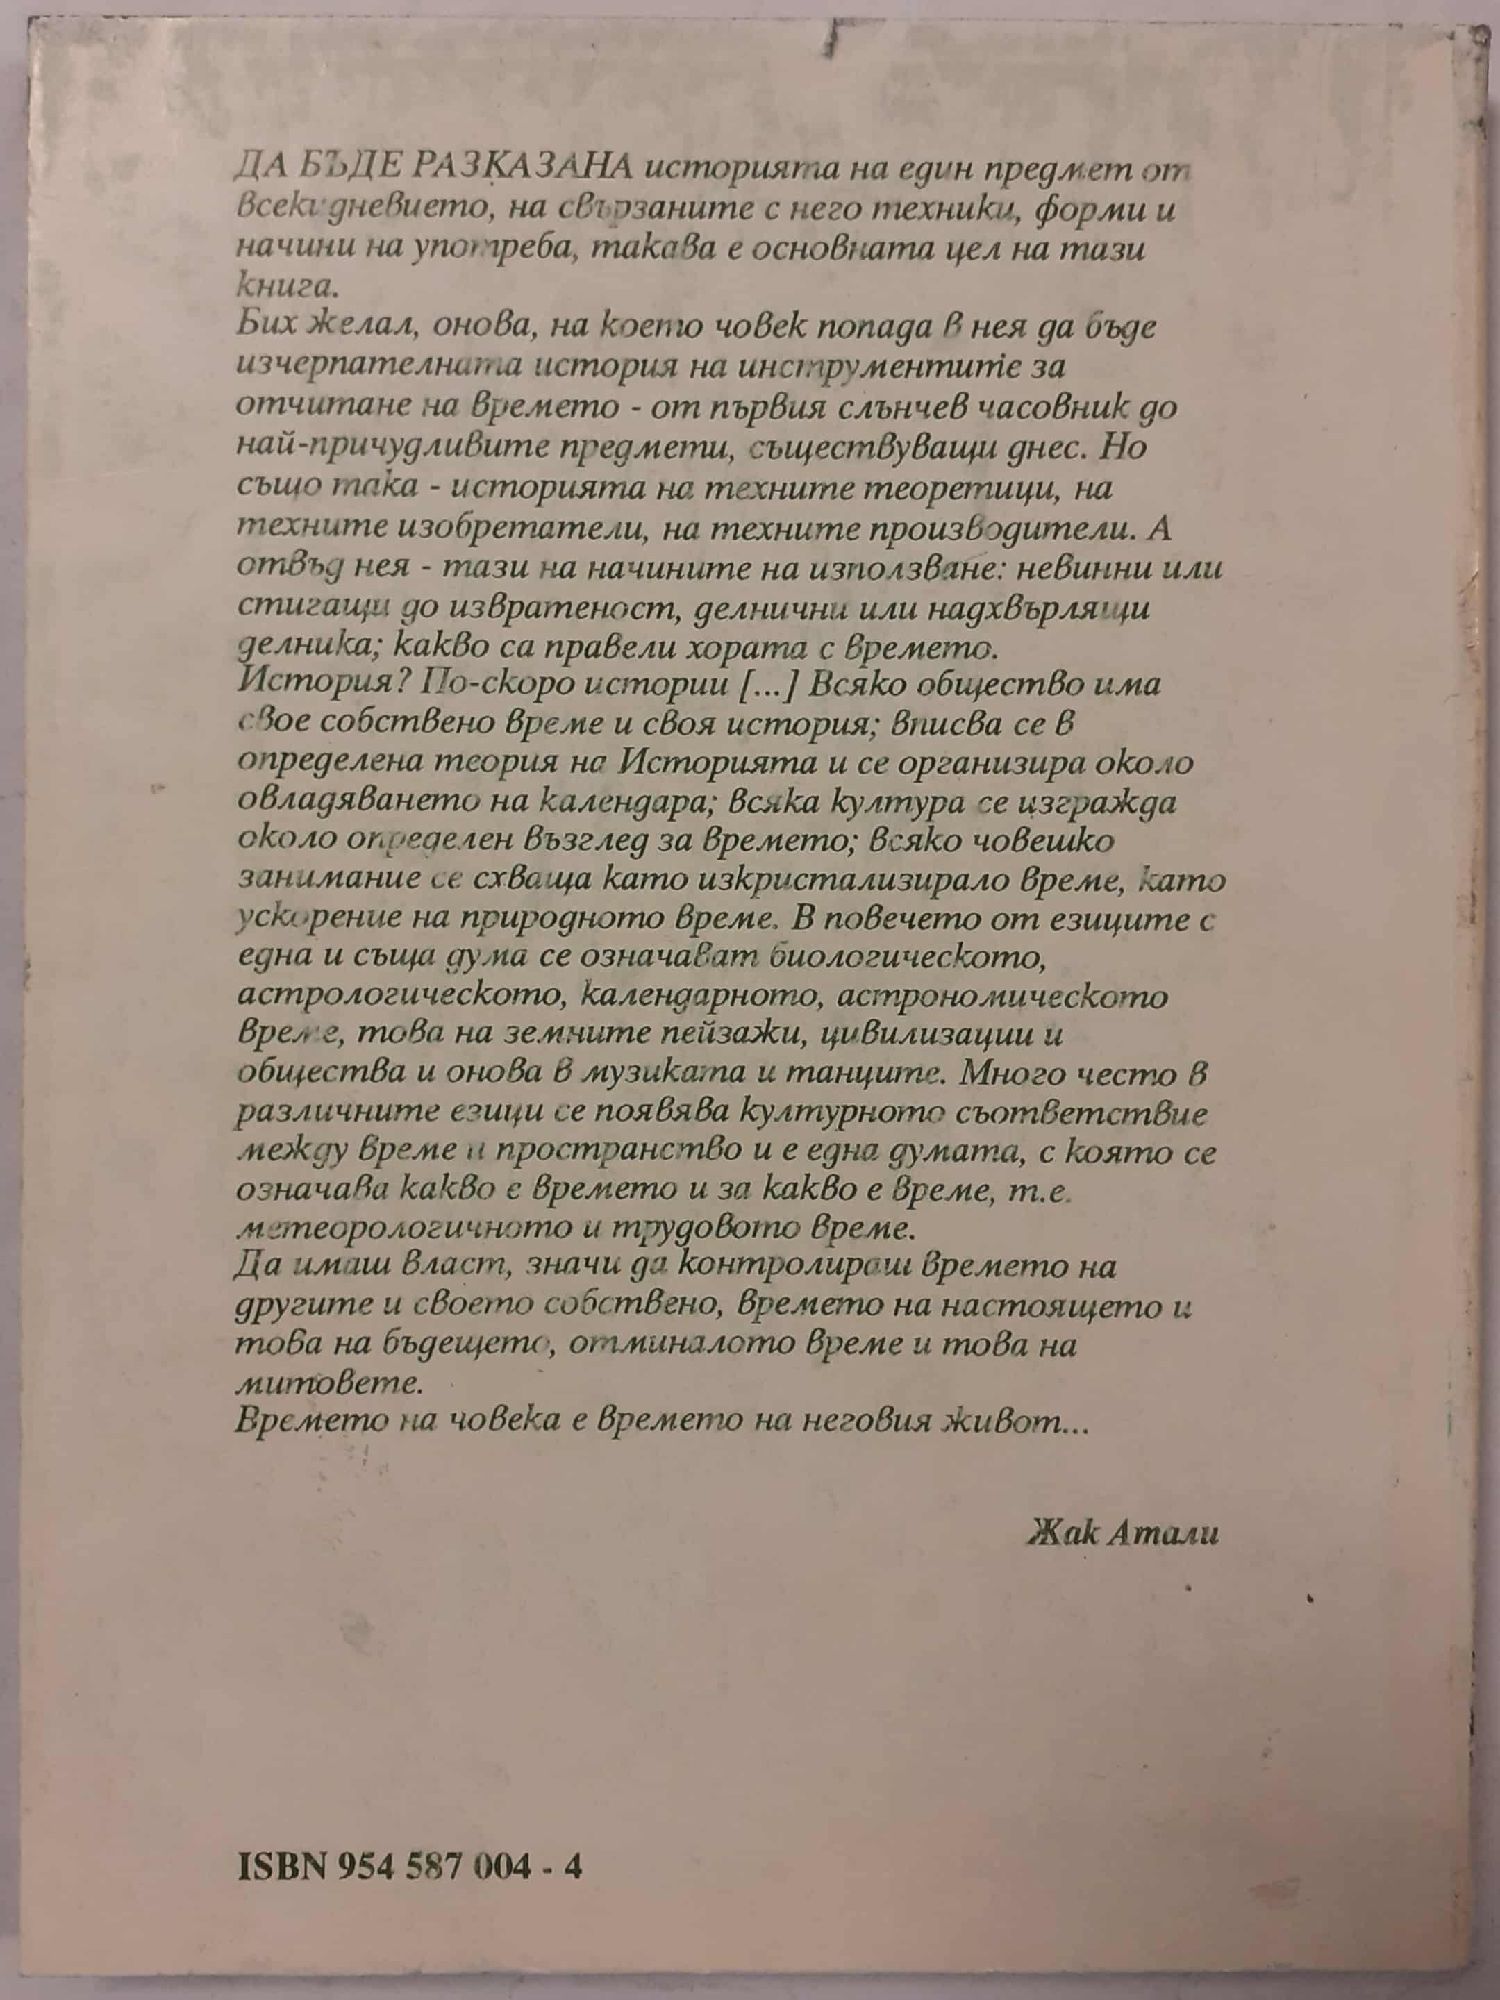 ДА БЪДЕ РАЗКАЗАНА историята на един предмет от
всекидневието, на свързаните с него техники, форми и
начини на употреба, такава е основната цел на тази
книга.
Бих желал, онова, на което човек попада в нея да бъде
изчерпателната история на инструментите за
отчитане на времето - от първия слънчев часовник до
най-причудливите предмети, съществуващи днес. Но
също така - историята на техните теоретици, на
техните изобретатели, на техните производители. А
отвъд нея - тази на начините на използване: невинни или
стигащи до извратеност, делнични или надхвърлящи
делника; какво са правели хората с времето.
История? По-скоро истории [...] Всяко общество има
свое собствено време и своя история; вписва се в
определена теория на Историята и се организира около
овладяването на календара; всяка култура се изгражда
около определен възглед за времето; всяко човешко
занимание се схваща като изкристализирало време, като
ускорение на природното време. В повечето от езиците с
една и съща дума се означават биологическото,
астрологическото, календарното, астрономическото
време, това на земните пейзажи, цивилизации и
общества и онова в музиката и танците. Много често в
различните езици се появява културното съответствие
между време и пространство и е една думата, с която се
означава какво е времето и за какво е време, т.е.
метеорологичното и трудовото време.
Да имаш власт, значи да контролираш времето на
другите и своето собствено, времето на настоящето и
това на бъдещето, отминалото време и това на
митовете.
Времето на човека е времето на неговия живот...
Жак Атали
ISBN 954 587 004 - 4